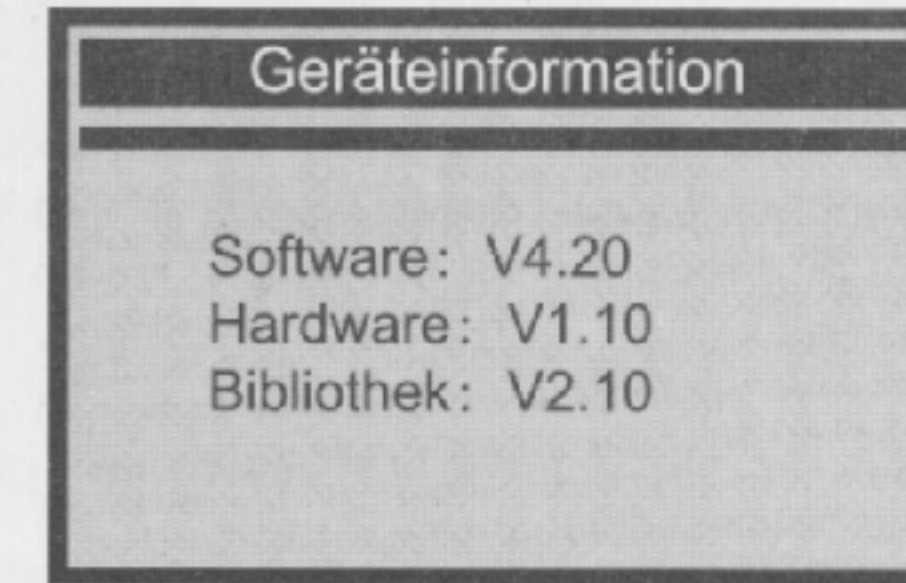 Geräteinformation
Software: V4.20
Hardware: V1.10
Bibliothek: V2.10